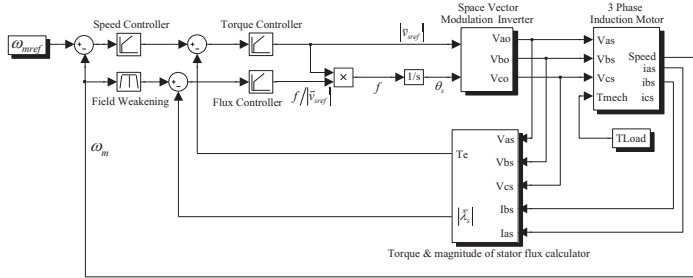 Speed Controller
Torque Controller
Space Vector
Modulation Inverter
3 Phase
Induction Motor
ω_mref
|v̄_sref|
Vao
Vbo
Vco
Vas
Vbs
Vcs
Tmech
Speed
ias
ibs
ics
Field Weakening
Flux Controller
f/|v̄_sref|
×
f
1/s
θ_s
TLoad
ω_m
Te
|λ̄_s|
Vas
Vbs
Vcs
Ibs
Ias
Torque & magnitude of stator flux calculator